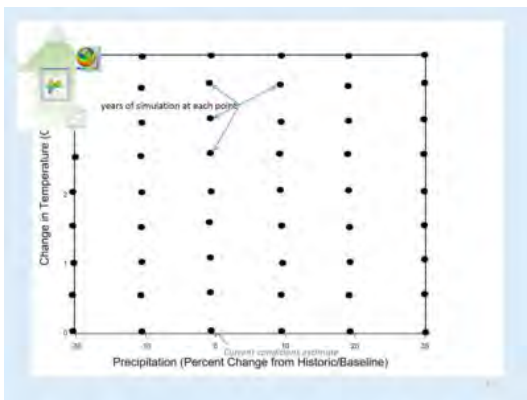 years of simulation at each point
Change in Temperature (C
2
1
0
-20
-10
0
10
20
Current conditions estimate
Precipitation (Percent Change from Historic/Baseline)